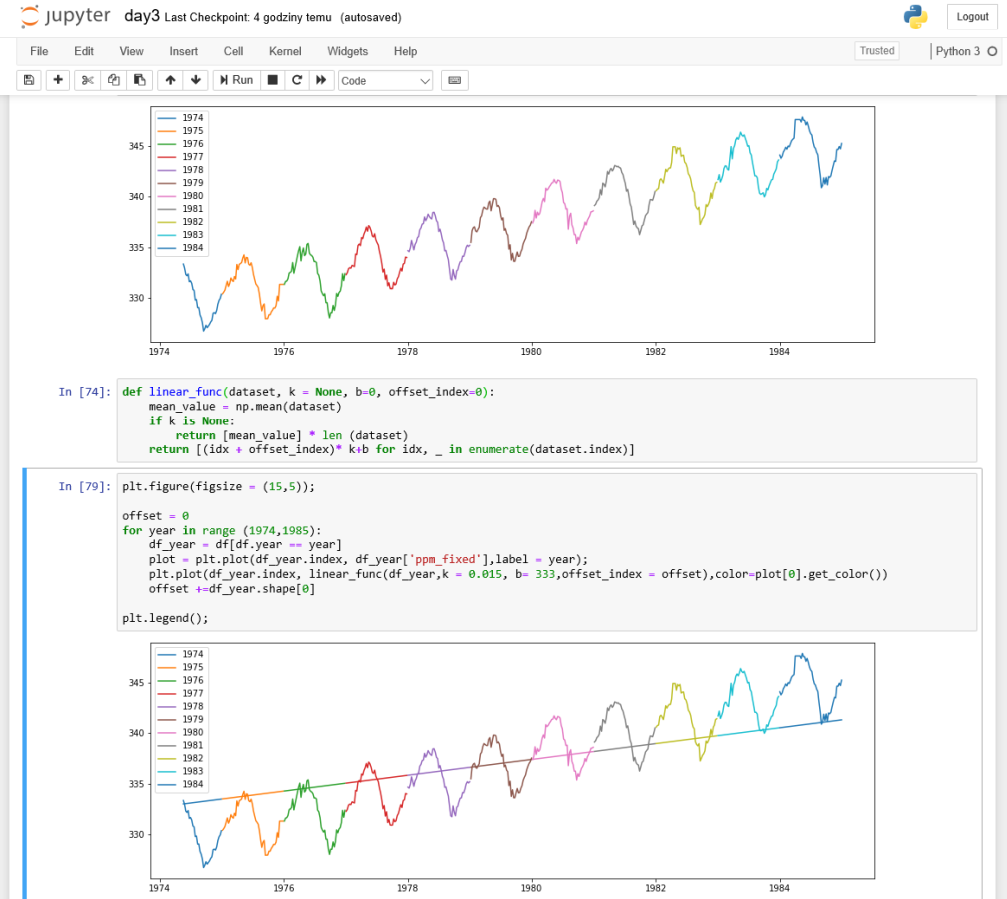 jupyter day3 Last Checkpoint: 4 godziny temu (autosaved)
Logout
File Edit View Insert Cell Kernel Widgets Help
Trusted
Python 3
Run
Code
1974
1975
1976
1977
1978
1979
1980
1981
1982
1983
1984
345
340
335
330
1974 1976 1978 1980 1982 1984
In [74]:
def linear_func(dataset, k = None, b=0, offset_index=0):
    mean_value = np.mean(dataset)
    if k is None:
        return [mean_value] * len (dataset)
    return [(idx + offset_index)* k+b for idx, _ in enumerate(dataset.index)]
In [79]:
plt.figure(figsize = (15,5));
offset = 0
for year in range (1974,1985):
    df_year = df[df.year == year]
    plot = plt.plot(df_year.index, df_year['ppm_fixed'],label = year);
    plt.plot(df_year.index, linear_func(df_year,k = 0.015, b= 333,offset_index = offset),color=plot[0].get_color())
    offset +=df_year.shape[0]
plt.legend();
1974
1975
1976
1977
1978
1979
1980
1981
1982
1983
1984
345
340
335
330
1974 1976 1978 1980 1982 1984